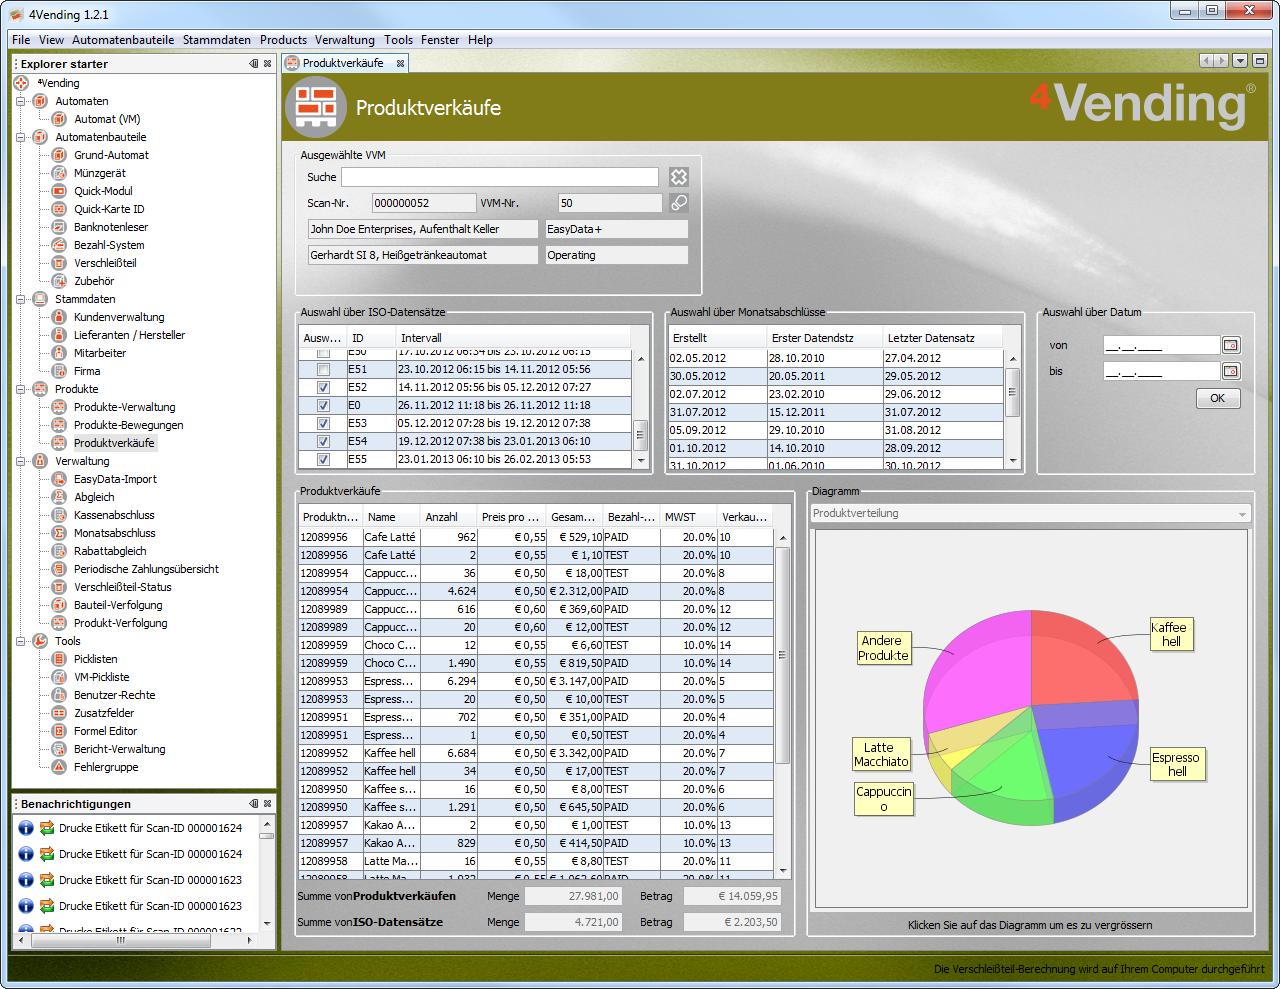 4Vending 1.2.1
File View Automatenbauteile Stammdaten Products Verwaltung Tools Fenster Help
Explorer starter
4Vending
Automaten
Automat (VM)
Automatenbauteile
Grund-Automat
Münzgerät
Quick-Modul
Quick-Karte ID
Banknotenleser
Bezahl-System
Verschleißteil
Zubehör
Stammdaten
Kundenverwaltung
Lieferanten / Hersteller
Mitarbeiter
Firma
Produkte
Produkte-Verwaltung
Produkte-Bewegungen
Produktverkäufe
Verwaltung
EasyData-Import
Abgleich
Kassenabschluss
Monatsabschluss
Rabattabgleich
Periodische Zahlungsübersicht
Verschleißteil-Status
Bauteil-Verfolgung
Produkt-Verfolgung
Tools
Picklisten
VM-Pickliste
Benutzer-Rechte
Zusatzfelder
Formel Editor
Bericht-Verwaltung
Fehlergruppe
Benachrichtigungen
Drucke Etikett für Scan-ID 000001624
Drucke Etikett für Scan-ID 000001624
Drucke Etikett für Scan-ID 000001623
Drucke Etikett für Scan-ID 000001623
Drucke Etikett für Scan-ID 000001622
Produktverkäufe
Produktverkäufe
4Vending®
Ausgewählte VVM
Suche
Scan-Nr. 000000052 VVM-Nr. 50
John Doe Enterprises, Aufenthalt Keller EasyData+
Gerhardt SI 8, Heißgetränkeautomat Operating
Auswahl über ISO-Datensätze
Ausw... ID Intervall
E50 17.10.2012 06:34 bis 23.10.2012 06:15
E51 23.10.2012 06:15 bis 14.11.2012 05:56
E52 14.11.2012 05:56 bis 05.12.2012 07:27
E0 26.11.2012 11:18 bis 26.11.2012 11:18
E53 05.12.2012 07:28 bis 19.12.2012 07:38
E54 19.12.2012 07:38 bis 23.01.2013 06:10
E55 23.01.2013 06:10 bis 26.02.2013 05:53
Auswahl über Monatsabschlüsse
Erstellt Erster Datendstz Letzter Datensatz
02.05.2012 28.10.2010 27.04.2012
30.05.2012 20.05.2011 29.05.2012
02.07.2012 23.02.2010 29.06.2012
31.07.2012 15.12.2011 31.07.2012
05.09.2012 29.10.2010 31.08.2012
01.10.2012 14.10.2010 28.09.2012
31.10.2012 01.06.2010 30.10.2012
Auswahl über Datum
von __.__.____
bis __.__.____
OK
Produktverkäufe
Produktn... Name Anzahl Preis pro ... Gesam... Bezahl-... MWST Verkau...
12089956 Cafe Latté 962 € 0,55 € 529,10 PAID 20.0% 10
12089956 Cafe Latté 2 € 0,55 € 1,10 TEST 20.0% 10
12089954 Cappucc... 36 € 0,50 € 18,00 TEST 20.0% 8
12089954 Cappucc... 4.624 € 0,50 € 2.312,00 PAID 20.0% 8
12089989 Cappucc... 616 € 0,60 € 369,60 PAID 20.0% 12
12089989 Cappucc... 20 € 0,60 € 12,00 TEST 20.0% 12
12089959 Choco C... 12 € 0,55 € 6,60 TEST 10.0% 14
12089959 Choco C... 1.490 € 0,55 € 819,50 PAID 10.0% 14
12089953 Espress... 6.294 € 0,50 € 3.147,00 PAID 20.0% 5
12089953 Espress... 20 € 0,50 € 10,00 TEST 20.0% 5
12089951 Espress... 702 € 0,50 € 351,00 PAID 20.0% 4
12089951 Espress... 1 € 0,50 € 0,50 TEST 20.0% 4
12089952 Kaffee hell 6.684 € 0,50 € 3.342,00 PAID 20.0% 7
12089952 Kaffee hell 34 € 0,50 € 17,00 TEST 20.0% 7
12089950 Kaffee s... 16 € 0,50 € 8,00 TEST 20.0% 6
12089950 Kaffee s... 1.291 € 0,50 € 645,50 PAID 20.0% 6
12089957 Kakao A... 2 € 0,50 € 1,00 TEST 10.0% 13
12089957 Kakao A... 829 € 0,50 € 414,50 PAID 10.0% 13
12089958 Latte Ma... 16 € 0,55 € 8,80 TEST 20.0% 11
12089958 Latte Ma... 1.932 € 0,55 € 1.062,60 PAID 20.0% 11
Summe von Produktverkäufen Menge 27.981,00 Betrag € 14.059,95
Summe von ISO-Datensätze Menge 4.721,00 Betrag € 2.203,50
Diagramm
Produktverteilung
Kaffee
hell
Andere
Produkte
Latte
Macchiato
Espresso
hell
Cappuccin
o
Klicken Sie auf das Diagramm um es zu vergrössern
Die Verschleißteil-Berechnung wird auf Ihrem Computer durchgeführt